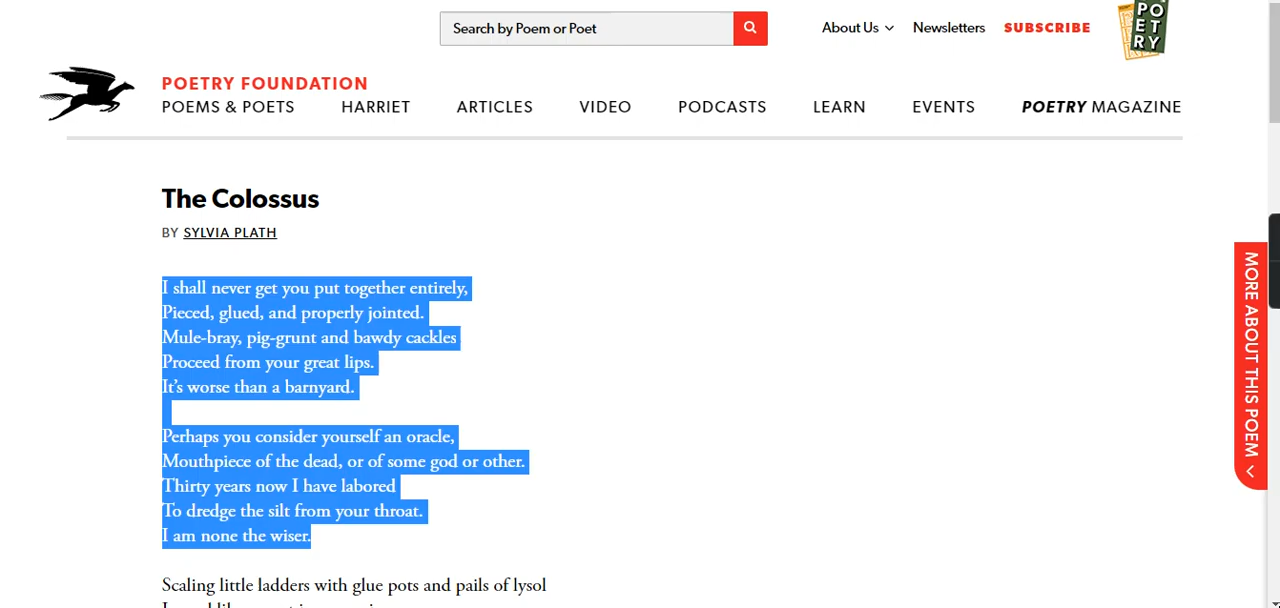 Search by Poem or Poet
About Us
Newsletters
SUBSCRIBE
PO
ET
RY
POETRY FOUNDATION
POEMS & POETS
HARRIET
ARTICLES
VIDEO
PODCASTS
LEARN
EVENTS
POETRY MAGAZINE
The Colossus
BY SYLVIA PLATH
I shall never get you put together entirely,
Pieced, glued, and properly jointed.
Mule-bray, pig-grunt and bawdy cackles
Proceed from your great lips.
It’s worse than a barnyard.
Perhaps you consider yourself an oracle,
Mouthpiece of the dead, or of some god or other.
Thirty years now I have labored
To dredge the silt from your throat.
I am none the wiser.
Scaling little ladders with glue pots and pails of lysol
MORE ABOUT THIS POEM